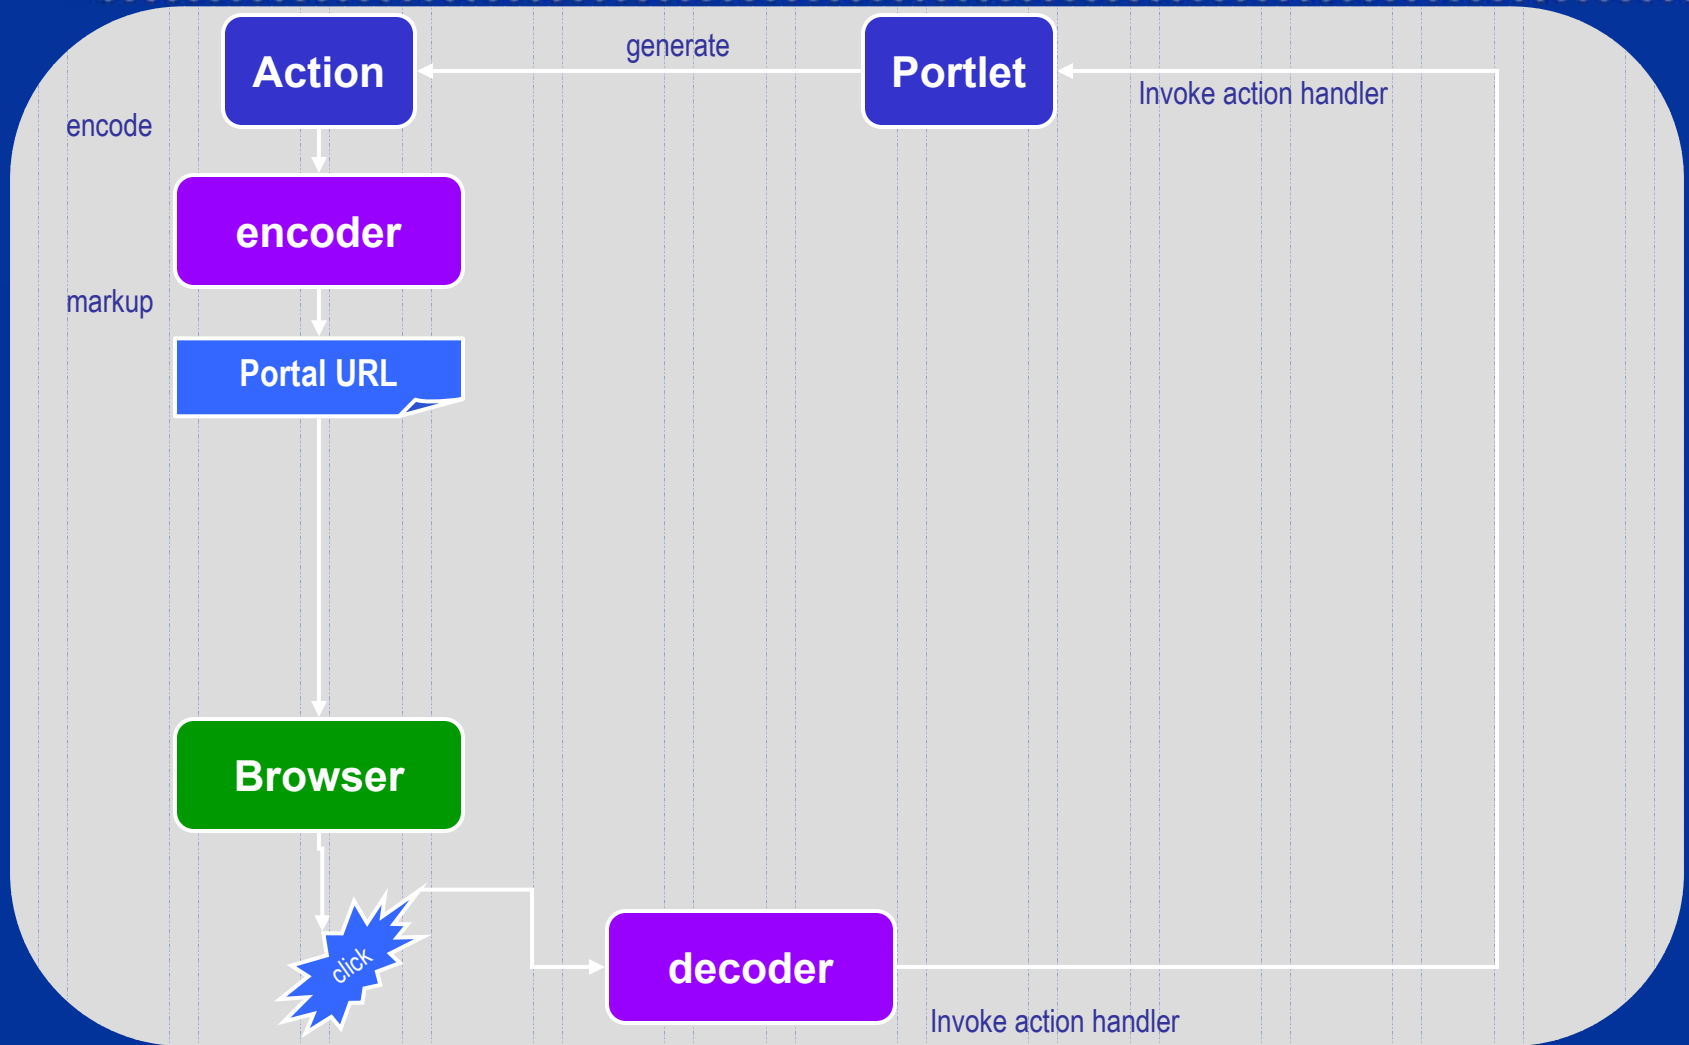 generate
Action
Portlet
Invoke action handler
encode
encoder
markup
Portal URL
Browser
click
decoder
Invoke action handler